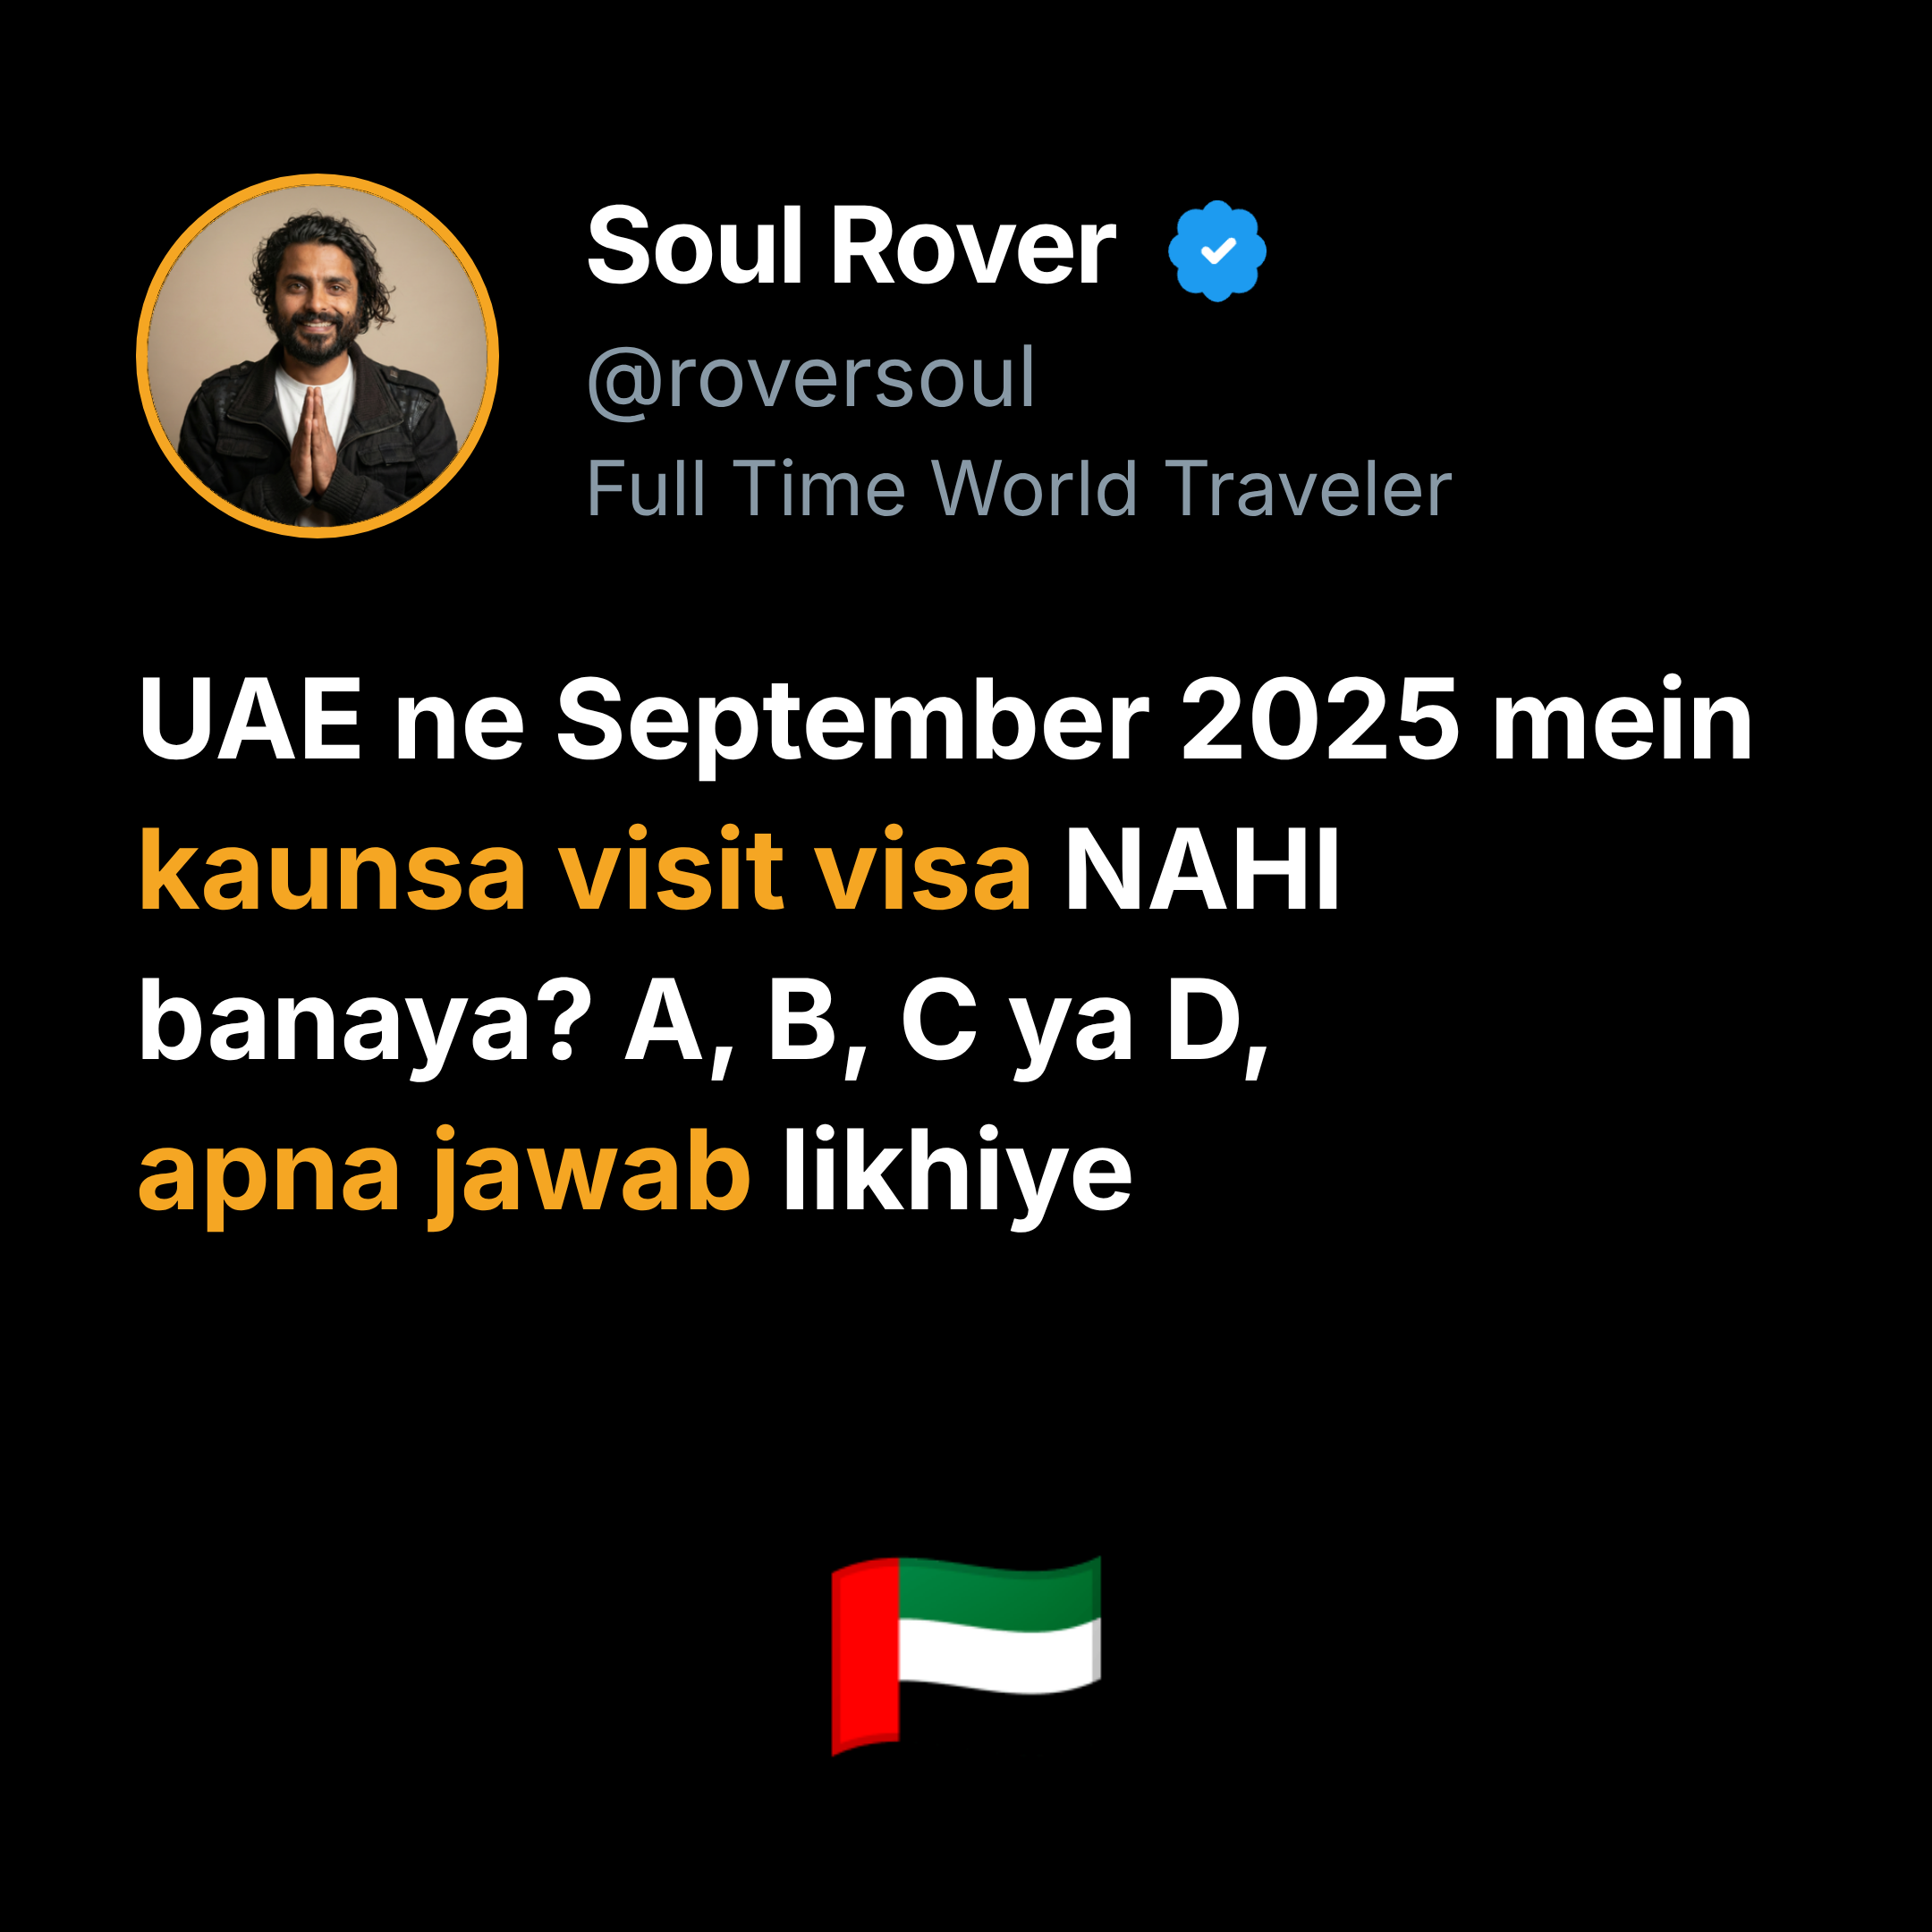 Soul Rover
@roversoul
Full Time World Traveler
UAE ne September 2025 mein
kaunsa visit visa NAHI
banaya? A, B, C ya D,
apna jawab likhiye